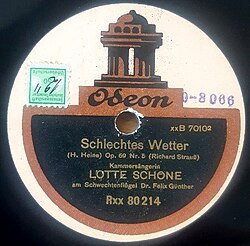 Odeon
O-8066
xxB 70102
Schlechtes Wetter
(H. Heine) Op. 69 Nr. 5 (Richard Strauß)
Kammersängerin
LOTTE SCHÖNE
am Schwechtenflügel Dr. Felix Günther
Rxx 80214